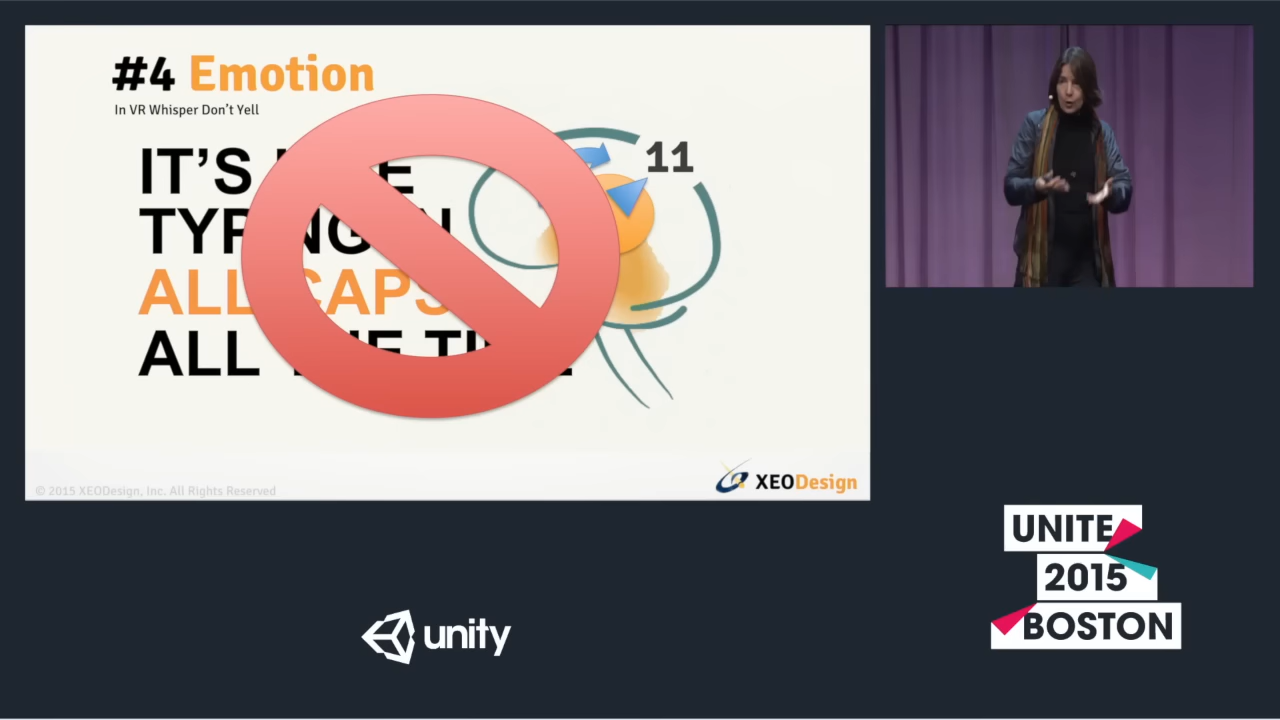 #4 Emotion
In VR Whisper Don't Yell
IT'S
11
ALL CAPS
ALL
© 2015 XEODesign, Inc. All Rights Reserved
XEODesign
UNITE
2015
BOSTON
unity